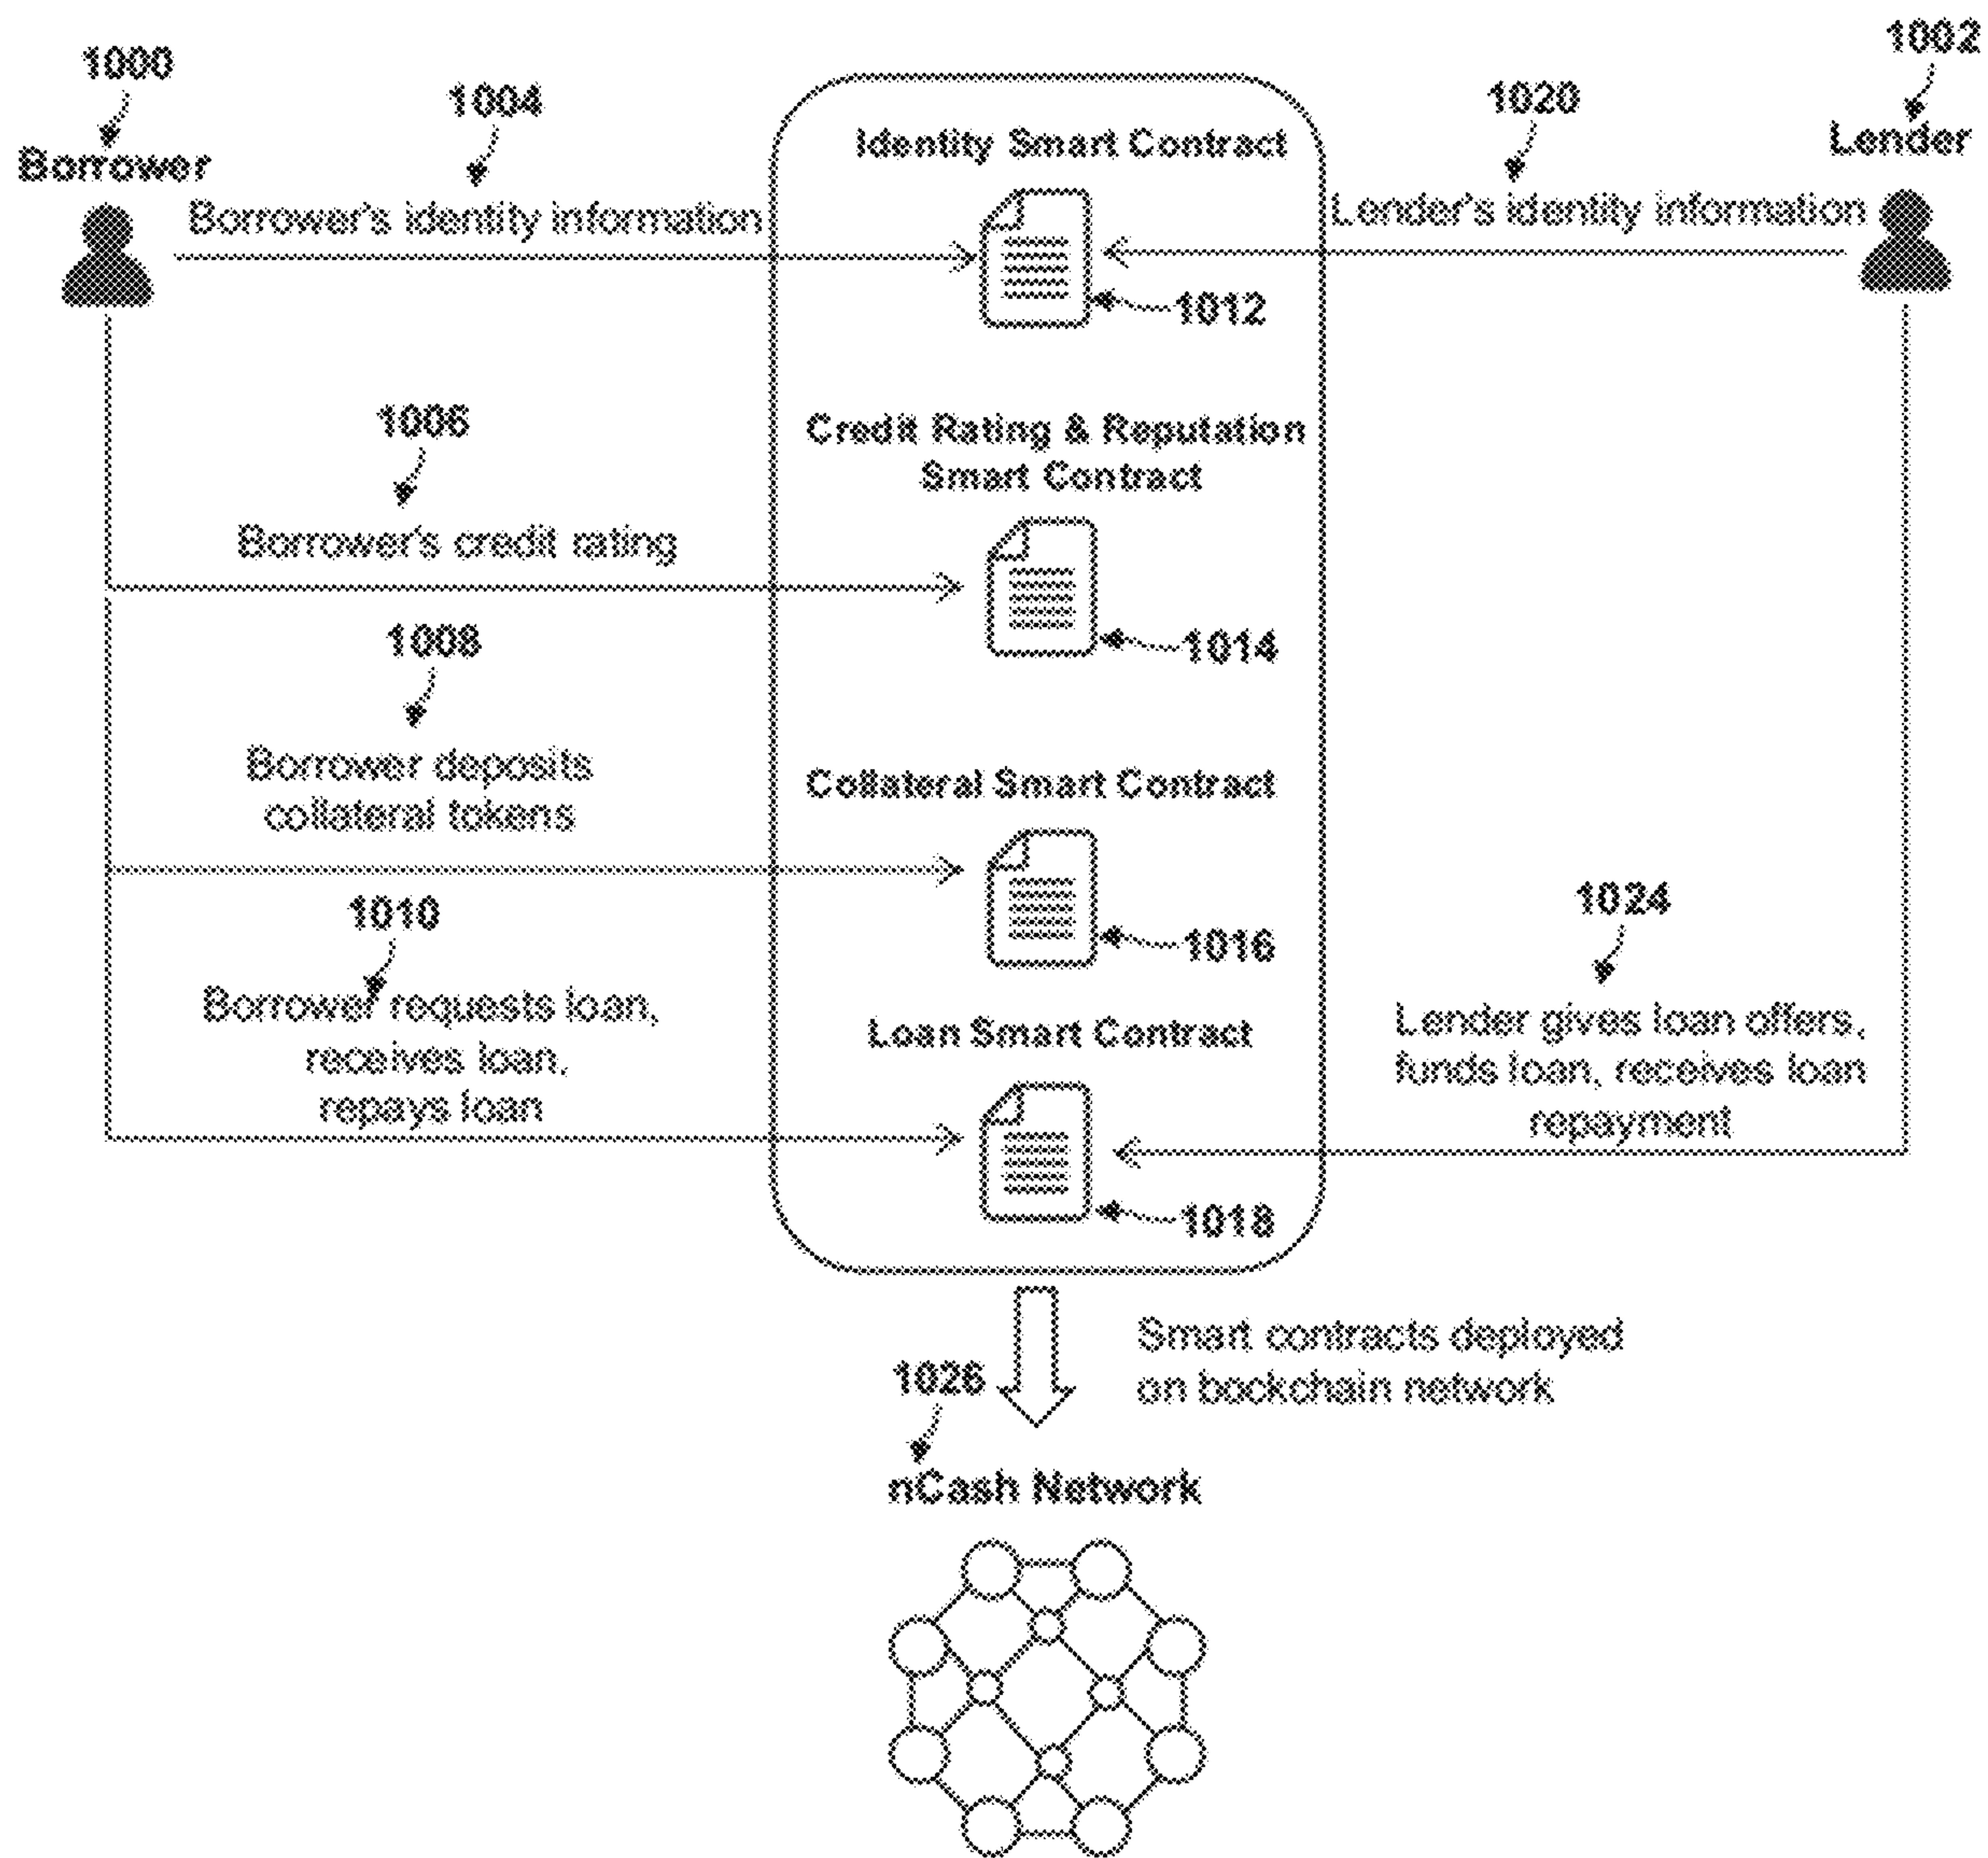 1000
1002
1004
1020
Borrower
Identity Smart Contract
Lender
Borrower's identity information
Lender's identity information
1012
1006
Credit Rating & Reputation
Smart Contract
Borrower's credit rating
1008
1014
Borrower deposits
collateral tokens
Collateral Smart Contract
1010
1016
1024
Borrower requests loan,
receives loan,
repays loan
Loan Smart Contract
Lender gives loan offers,
funds loan, receives loan
repayment
1018
Smart contracts deployed
on bockchain network
1026
nCash Network